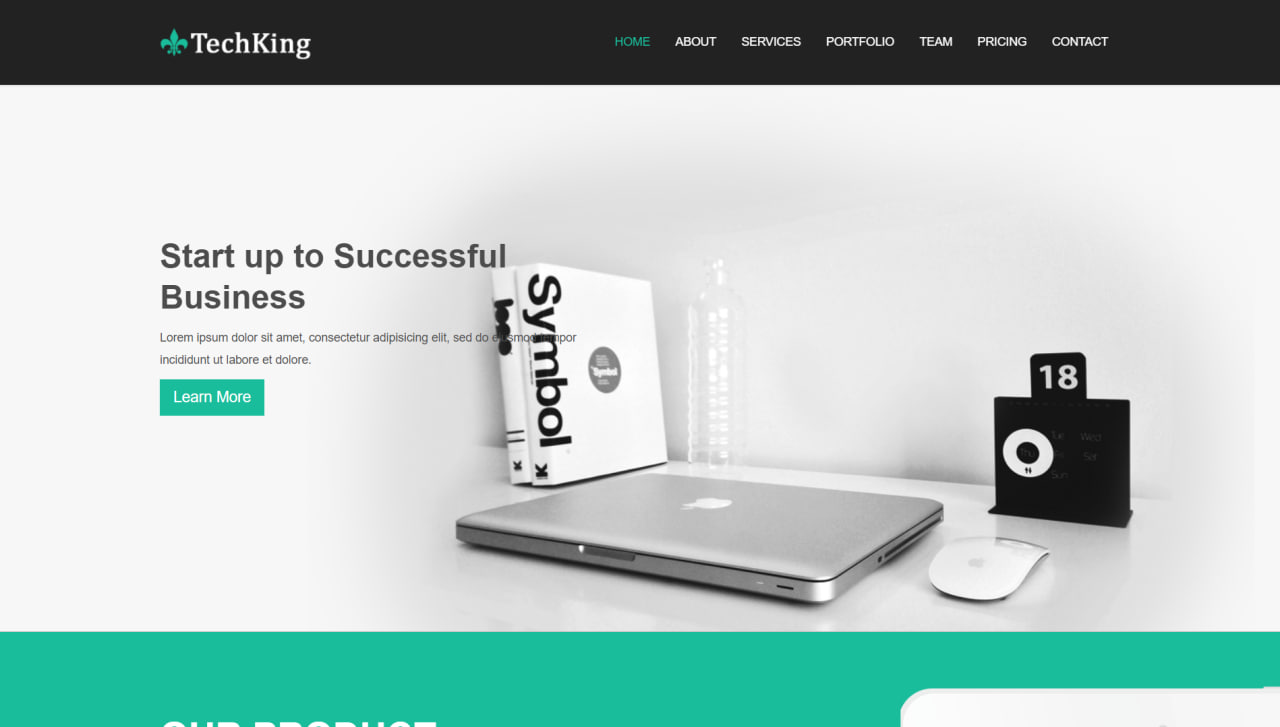 TechKing
HOME ABOUT SERVICES PORTFOLIO TEAM PRICING CONTACT
Start up to Successful
Business
Lorem ipsum dolor sit amet, consectetur adipisicing elit, sed do eiusmod tempor
incididunt ut labore et dolore.
Learn More
Symbol
Symbol
K
K
18
Tue Wed
Thu Fri Sat
Sun
OUR PRODUCT